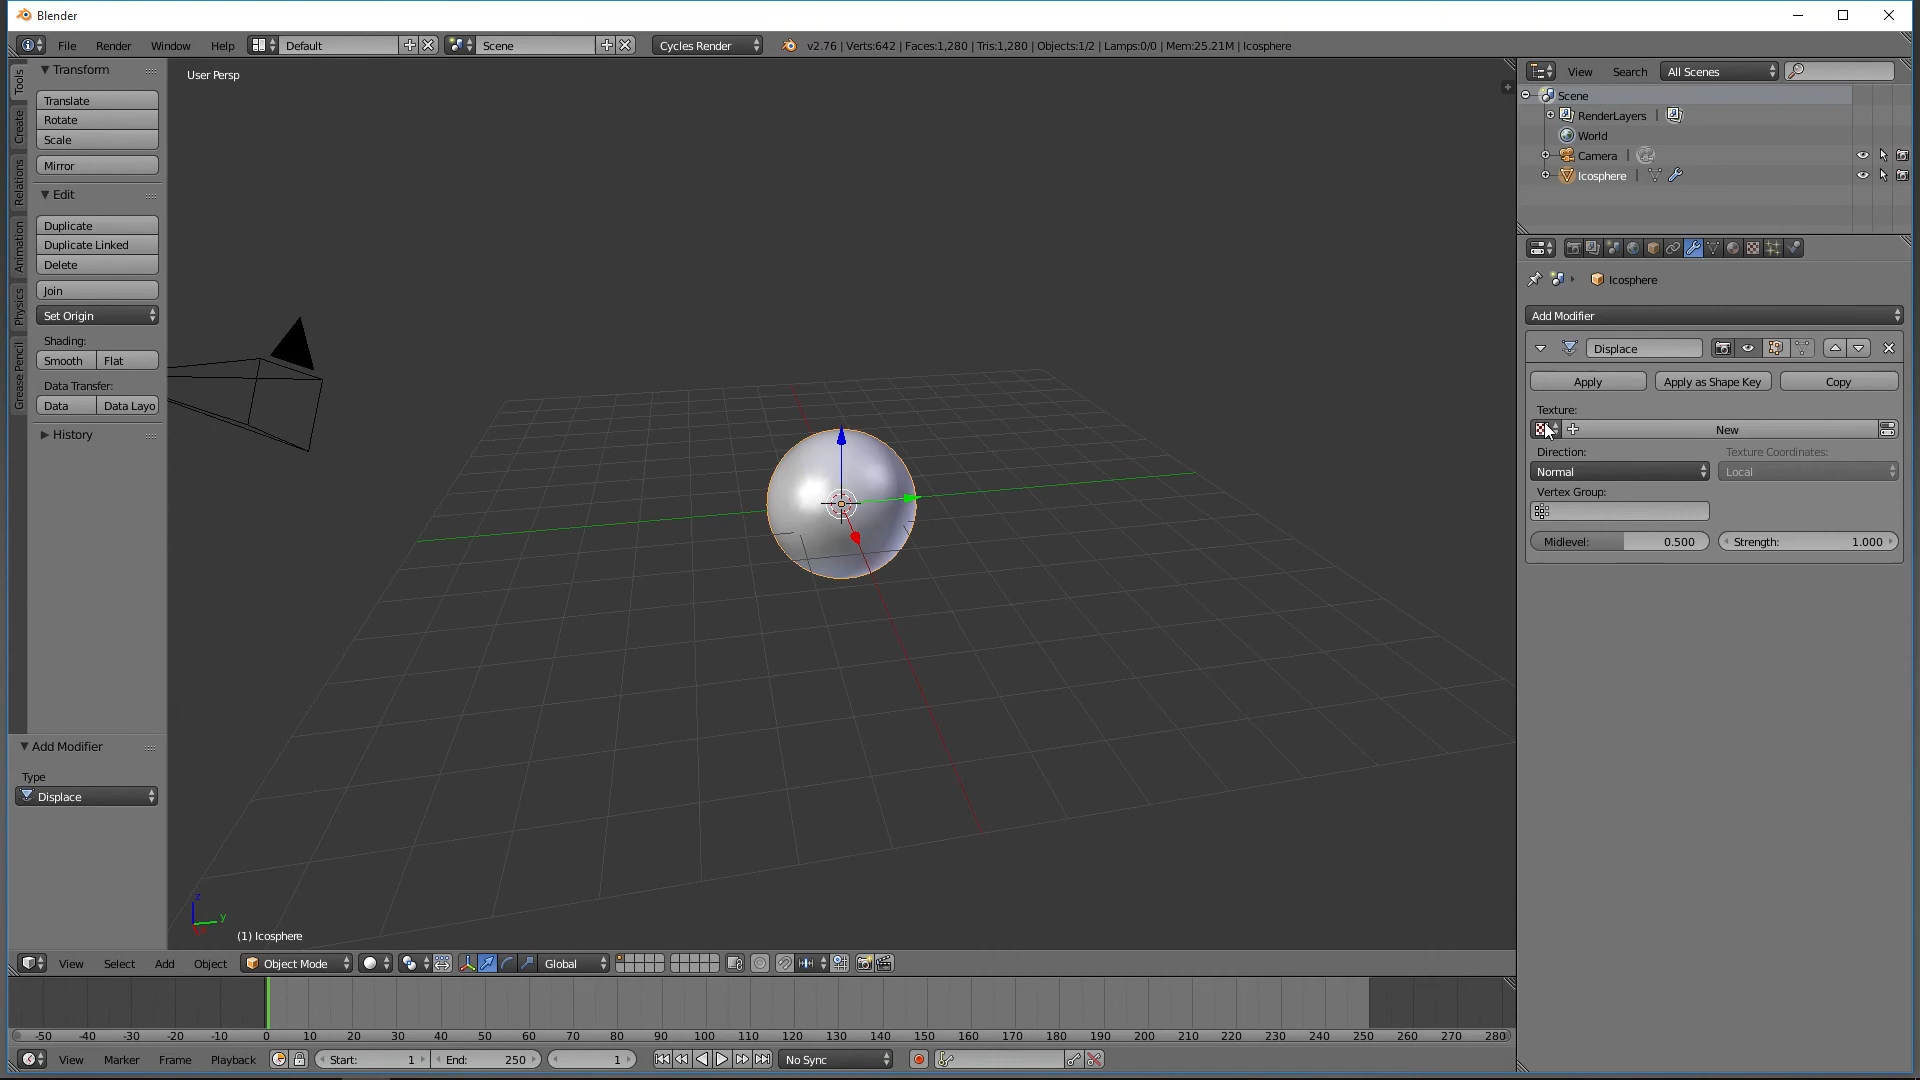 Blender
File Render Window Help Default Scene Cycles Render v2.76 | Verts:642 | Faces:1,280 | Tris:1,280 | Objects:1/2 | Lamps:0/0 | Mem:25.21M | Icosphere
Tools
Create
Relations
Animation
Physics
Grease Pencil
Transform
Translate
Rotate
Scale
Mirror
Edit
Duplicate
Duplicate Linked
Delete
Join
Set Origin
Shading:
Smooth Flat
Data Transfer:
Data Data Layo
History
Add Modifier
Type
Displace
User Persp
z
y
(1) Icosphere
View Search All Scenes
Scene
RenderLayers
World
Camera
Icosphere
Icosphere
Add Modifier
Displace
Apply Apply as Shape Key Copy
Texture:
New
Direction: Texture Coordinates:
Normal Local
Vertex Group:
Midlevel: 0.500 Strength: 1.000
View Select Add Object Object Mode Global
-50 -40 -30 -20 -10 0 10 20 30 40 50 60 70 80 90 100 110 120 130 140 150 160 170 180 190 200 210 220 230 240 250 260 270 280
View Marker Frame Playback Start: 1 End: 250 1 No Sync